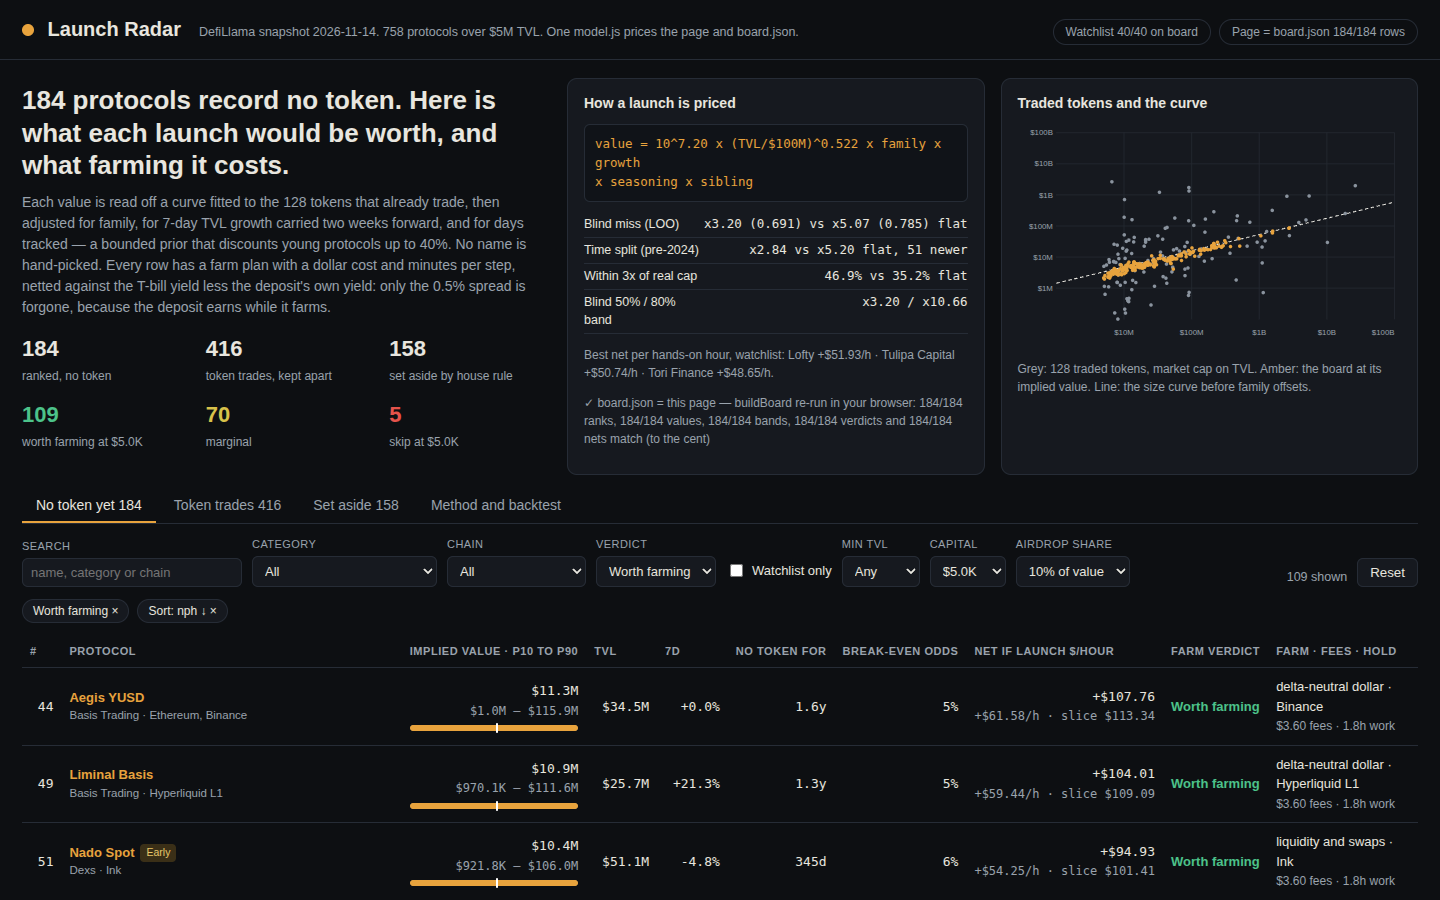 Launch Radar
DefiLlama snapshot 2026-11-14. 758 protocols over $5M TVL. One model.js prices the page and board.json.
Watchlist 40/40 on board
Page = board.json 184/184 rows
184 protocols record no token. Here is
what each launch would be worth, and
what farming it costs.
Each value is read off a curve fitted to the 128 tokens that already trade, then
adjusted for family, for 7-day TVL growth carried two weeks forward, and for days
tracked — a bounded prior that discounts young protocols up to 40%. No name is
hand-picked. Every row has a farm plan with a dollar cost and minutes per step,
netted against the T-bill yield less the deposit's own yield: only the 0.5% spread is
forgone, because the deposit earns while it farms.
184
416
158
ranked, no token
token trades, kept apart
set aside by house rule
109
70
5
worth farming at $5.0K
marginal
skip at $5.0K
How a launch is priced
value = 10^7.20 x (TVL/$100M)^0.522 x family x
growth
x seasoning x sibling
Blind miss (LOO) x3.20 (0.691) vs x5.07 (0.785) flat
Time split (pre-2024) x2.84 vs x5.20 flat, 51 newer
Within 3x of real cap 46.9% vs 35.2% flat
Blind 50% / 80% x3.20 / x10.66
band
Best net per hands-on hour, watchlist: Lofty +$51.93/h · Tulipa Capital
+$50.74/h · Tori Finance +$48.65/h.
✓ board.json = this page — buildBoard re-run in your browser: 184/184
ranks, 184/184 values, 184/184 bands, 184/184 verdicts and 184/184
nets match (to the cent)
Traded tokens and the curve
$100B
$10B
$1B
$100M
$10M
$1M
$10M
$100M
$1B
$10B
$100B
Grey: 128 traded tokens, market cap on TVL. Amber: the board at its
implied value. Line: the size curve before family offsets.
No token yet 184
Token trades 416
Set aside 158
Method and backtest
SEARCH
CATEGORY
CHAIN
VERDICT
MIN TVL
CAPITAL
AIRDROP SHARE
name, category or chain
All
All
Worth farming
Watchlist only
Any
$5.0K
10% of value
109 shown
Reset
Worth farming ×
Sort: nph ↓ ×
# PROTOCOL IMPLIED VALUE · P10 TO P90 TVL 7D NO TOKEN FOR BREAK-EVEN ODDS NET IF LAUNCH $/HOUR FARM VERDICT FARM · FEES · HOLD
44 Aegis YUSD $11.3M $34.5M +0.0% 1.6y 5% +$107.76 Worth farming delta-neutral dollar ·
Basis Trading · Ethereum, Binance $1.0M — $115.9M +$61.58/h · slice $113.34 Binance
$3.60 fees · 1.8h work
49 Liminal Basis $10.9M $25.7M +21.3% 1.3y 5% +$104.01 Worth farming delta-neutral dollar ·
Basis Trading · Hyperliquid L1 $970.1K — $111.6M +$59.44/h · slice $109.09 Hyperliquid L1
$3.60 fees · 1.8h work
51 Nado Spot Early $10.4M $51.1M -4.8% 345d 6% +$94.93 Worth farming liquidity and swaps ·
Dexs · Ink $921.8K — $106.0M +$54.25/h · slice $101.41 Ink
$3.60 fees · 1.8h work